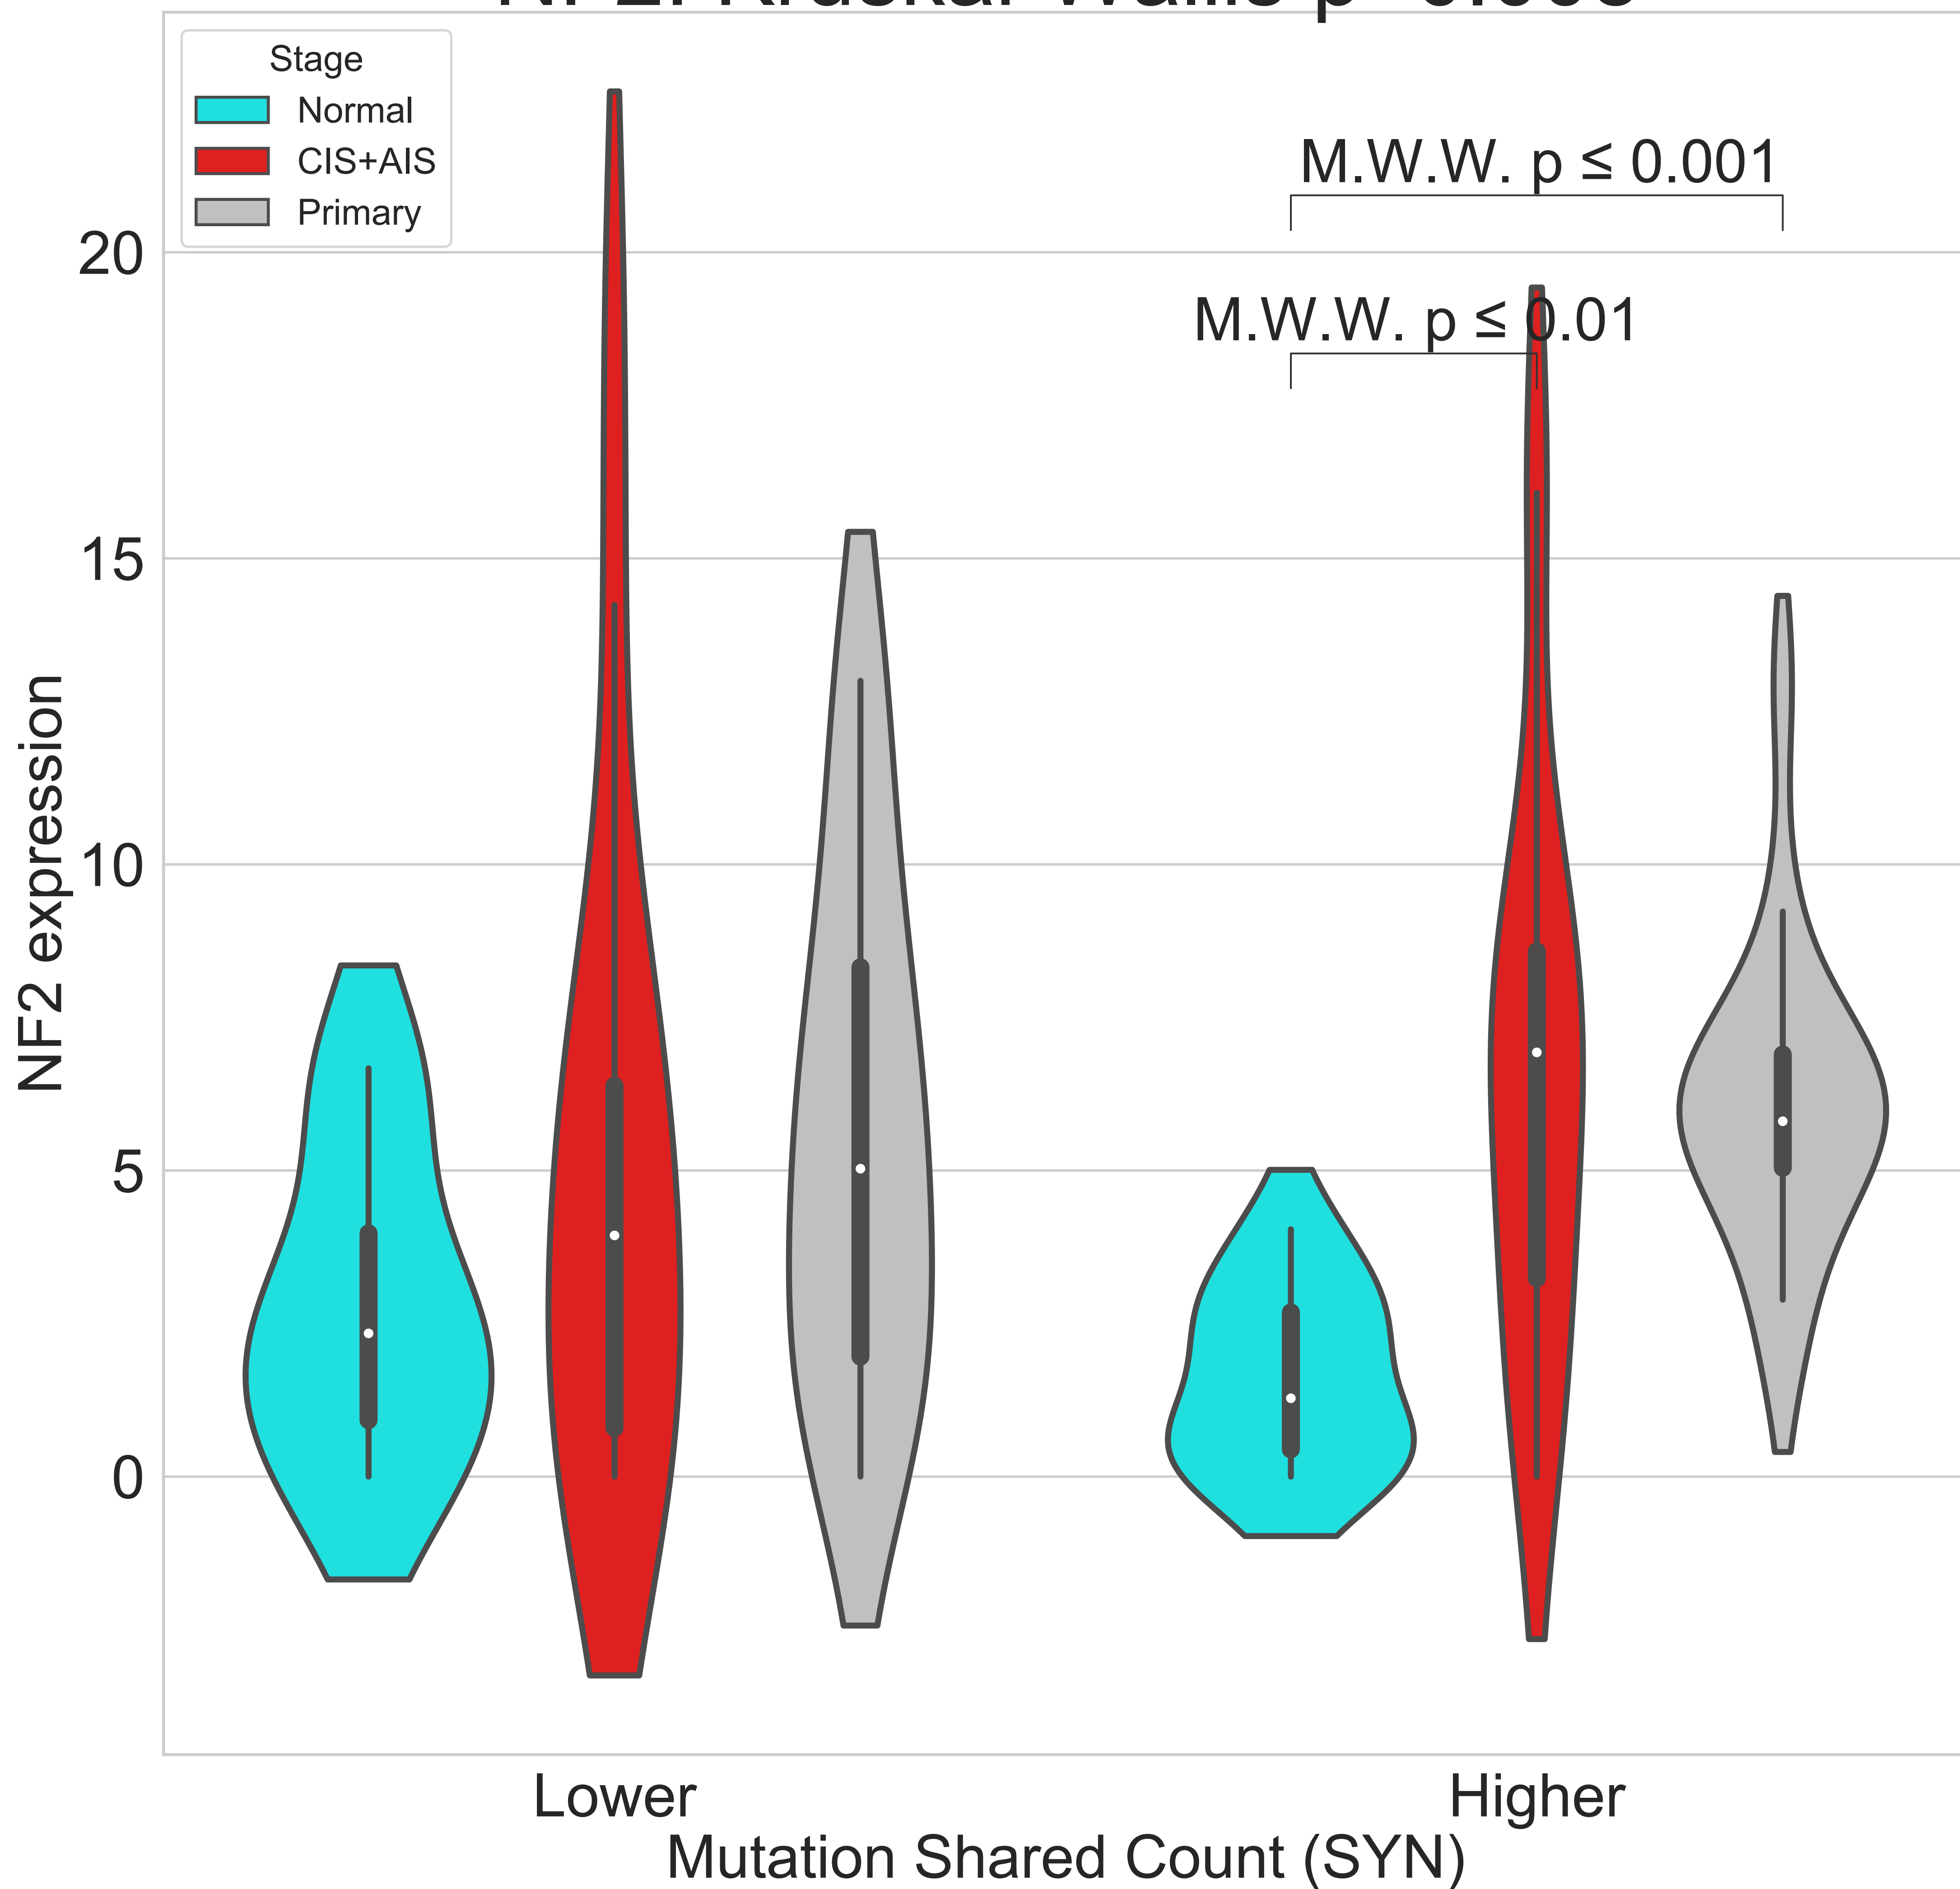 Stage
Normal
CIS+AIS
Primary
M.W.W. p ≤ 0.001
M.W.W. p ≤ 0.01
20
15
10
5
0
NF2 expression
Lower
Higher
Mutation Shared Count (SYN)